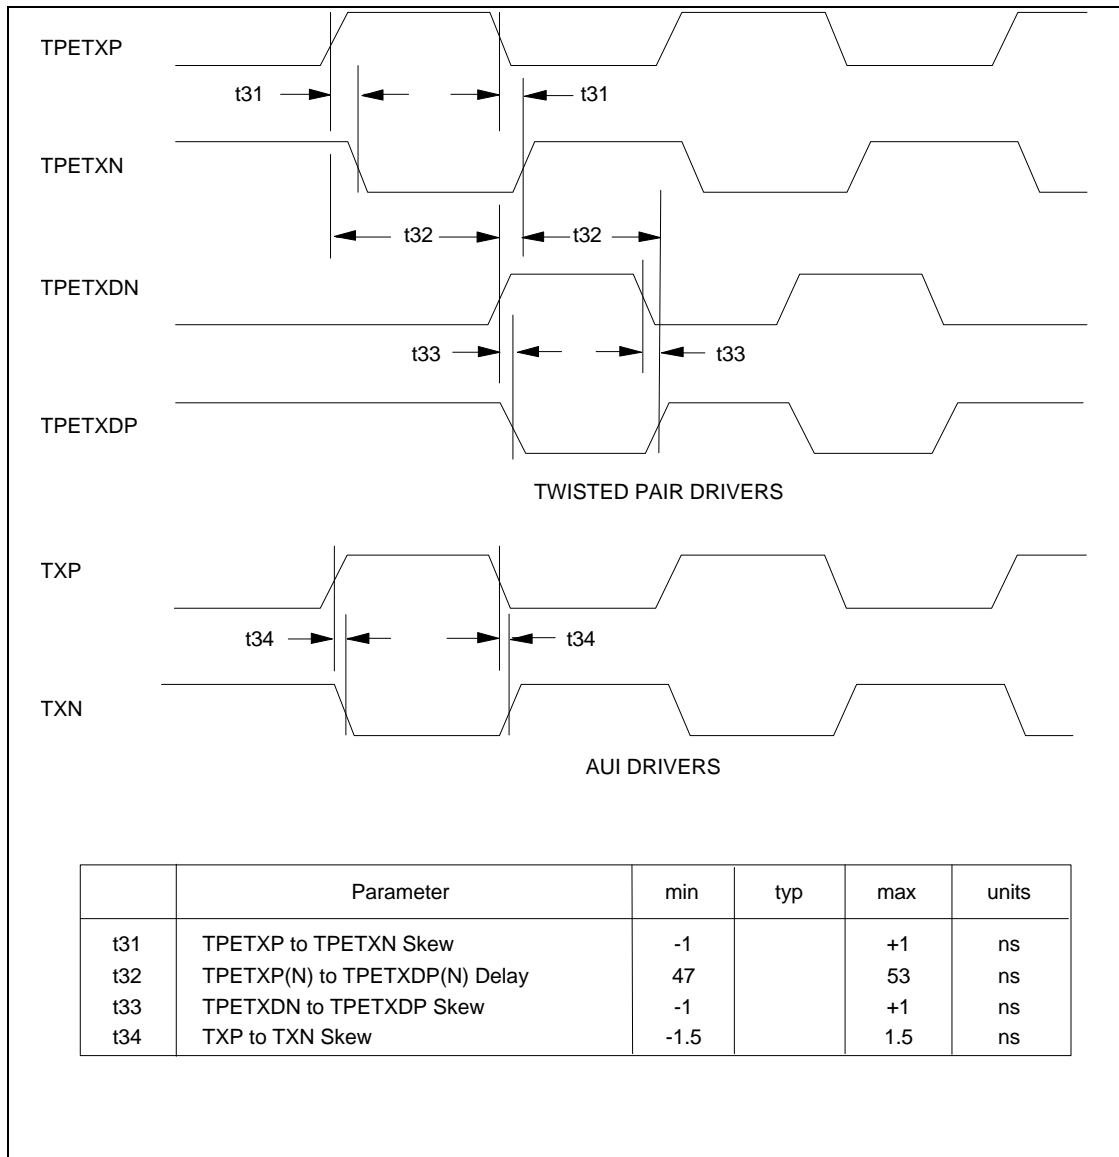 TPETXP
t31 t31
TPETXN
t32 t32
TPETXDN
t33 t33
TPETXDP
TWISTED PAIR DRIVERS
TXP
t34 t34
TXN
AUI DRIVERS
Parameter min typ max units
t31 TPETXP to TPETXN Skew -1 +1 ns
t32 TPETXP(N) to TPETXDP(N) Delay 47 53 ns
t33 TPETXDN to TPETXDP Skew -1 +1 ns
t34 TXP to TXN Skew -1.5 1.5 ns